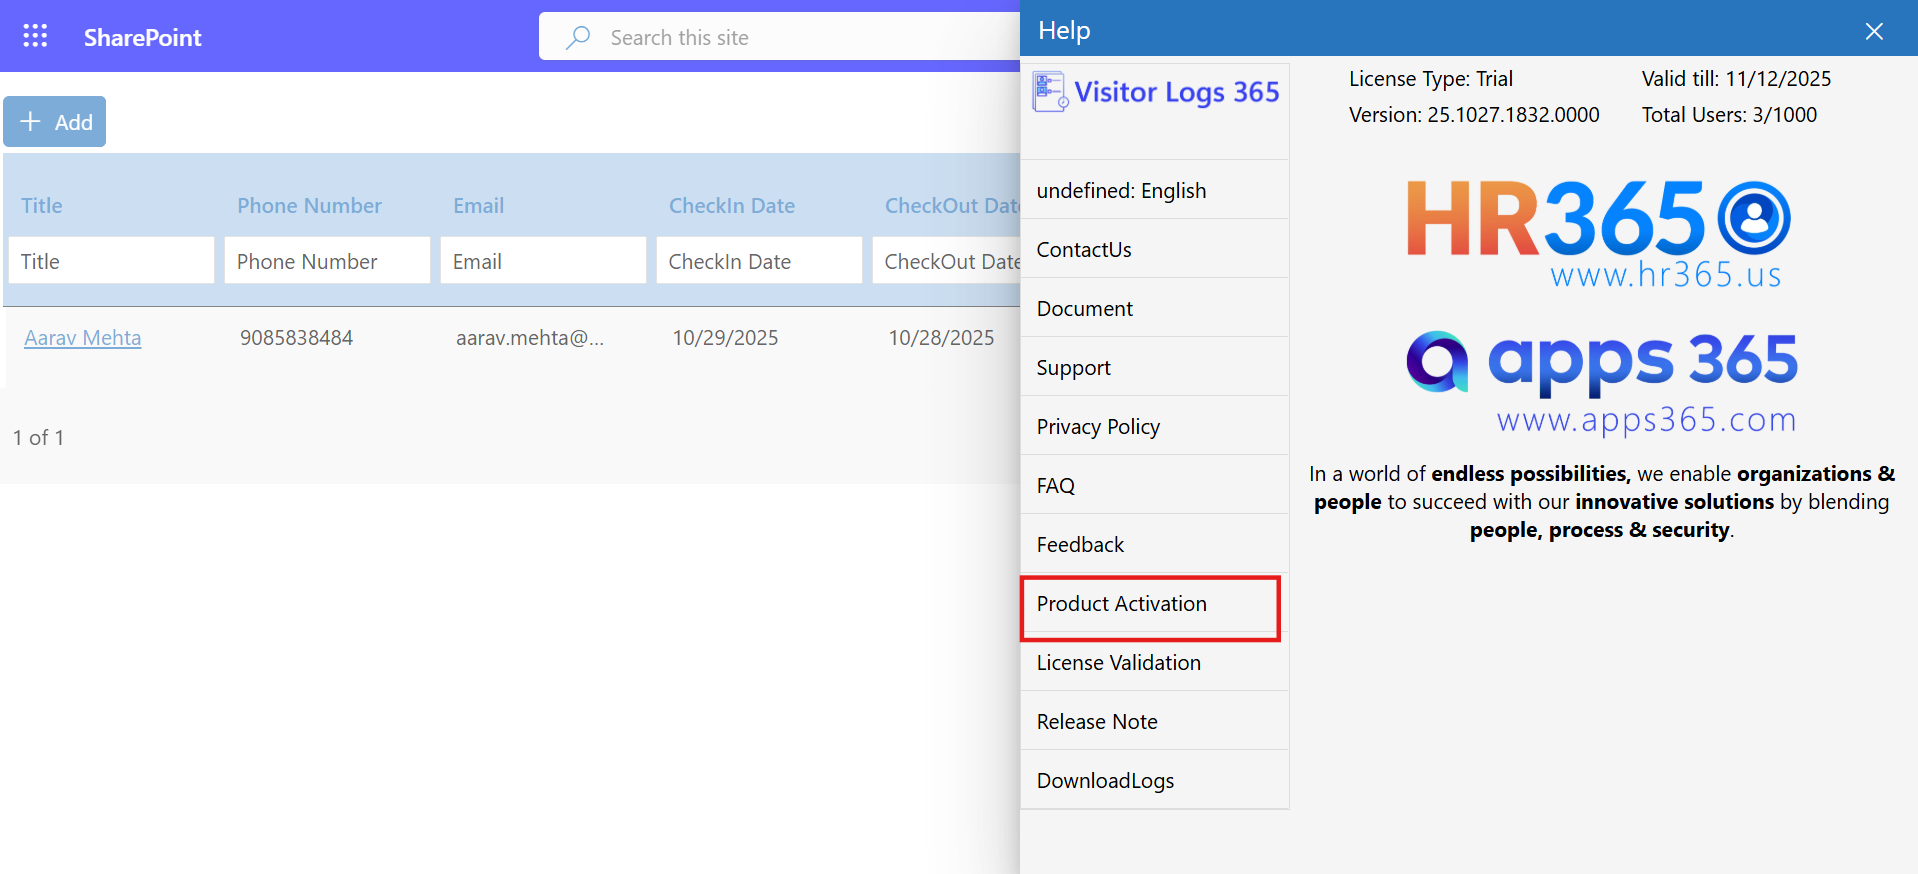 SharePoint
Search this site
Add
Title Phone Number Email CheckIn Date CheckOut Date
Title Phone Number Email CheckIn Date CheckOut Date
Aarav Mehta 9085838484 aarav.mehta@... 10/29/2025 10/28/2025
1 of 1
Help
Visitor Logs 365
undefined: English
ContactUs
Document
Support
Privacy Policy
FAQ
Feedback
Product Activation
License Validation
Release Note
DownloadLogs
License Type: Trial Valid till: 11/12/2025
Version: 25.1027.1832.0000 Total Users: 3/1000
HR365
www.hr365.us
apps 365
www.apps365.com
In a world of endless possibilities, we enable organizations &
people to succeed with our innovative solutions by blending
people, process & security.